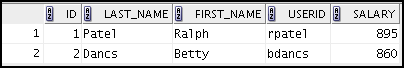 ID LAST_NAME FIRST_NAME USERID SALARY
1 1 Patel Ralph rpatel 895
2 2 Dancs Betty bdancs 860